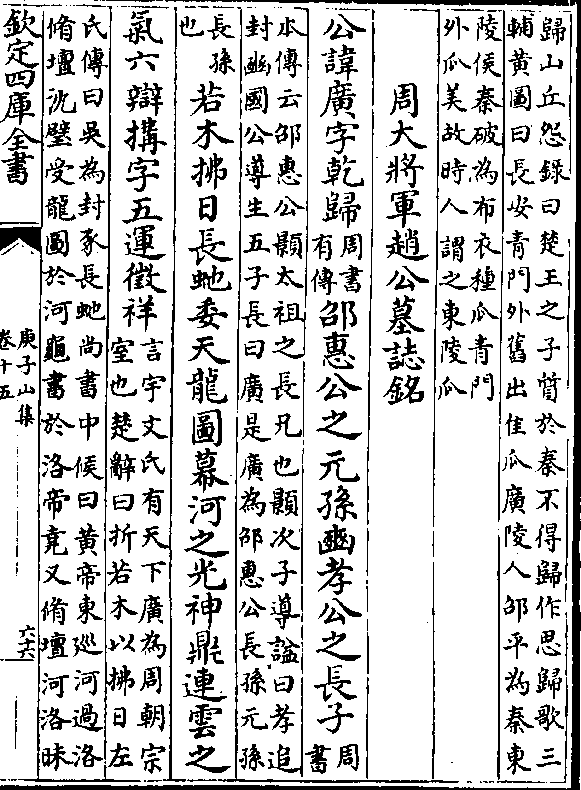 歸山丘怨錄曰楚王之子質於秦不得歸作思歸歌三
輔黃圖曰長安青門外舊出佳瓜廣陵人邵平為秦東
陵侯秦破為布衣種瓜青門
外瓜美故時人謂之東陵瓜
周大將軍趙公墓誌銘
公諱廣字乾歸
周書
有傳
邵惠公之元孫豳孝公之長子
周
書
本傳云邵惠公顥太祖之長兄也顥次子導謚曰孝追
封豳國公導生五子長曰廣是廣為邵惠公長孫元孫
長孫
也
若木拂日長虵委天龍圖幕河之光神鼎連雲之
氣六辯搆字五運徵祥
言宇文氏有天下廣為周朝宗
室也楚辭曰折若木以拂日左
氏傳曰吳為封豕長虵尚書中候曰黃帝東巡河過洛
脩壇沈璧受龍圖於河龜書於洛帝堯又脩壇河洛昧
欽定四庫全書
庚子山集
卷十五
六六